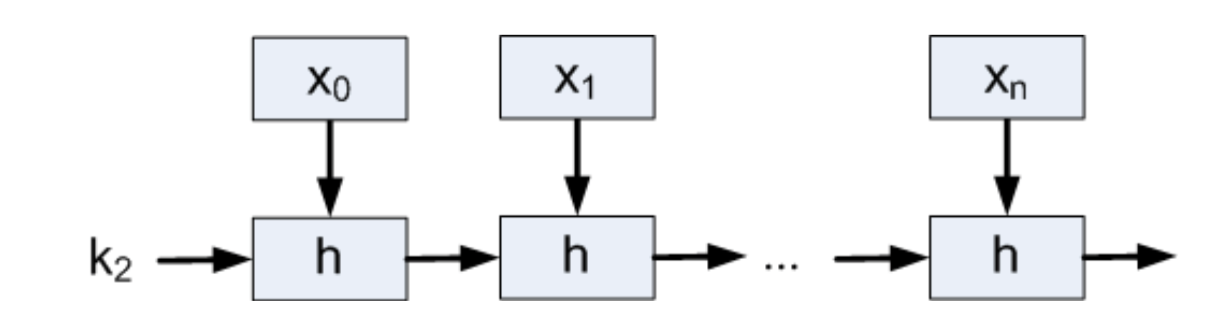 x₀ x₁ xₙ
k₂ h h ... h